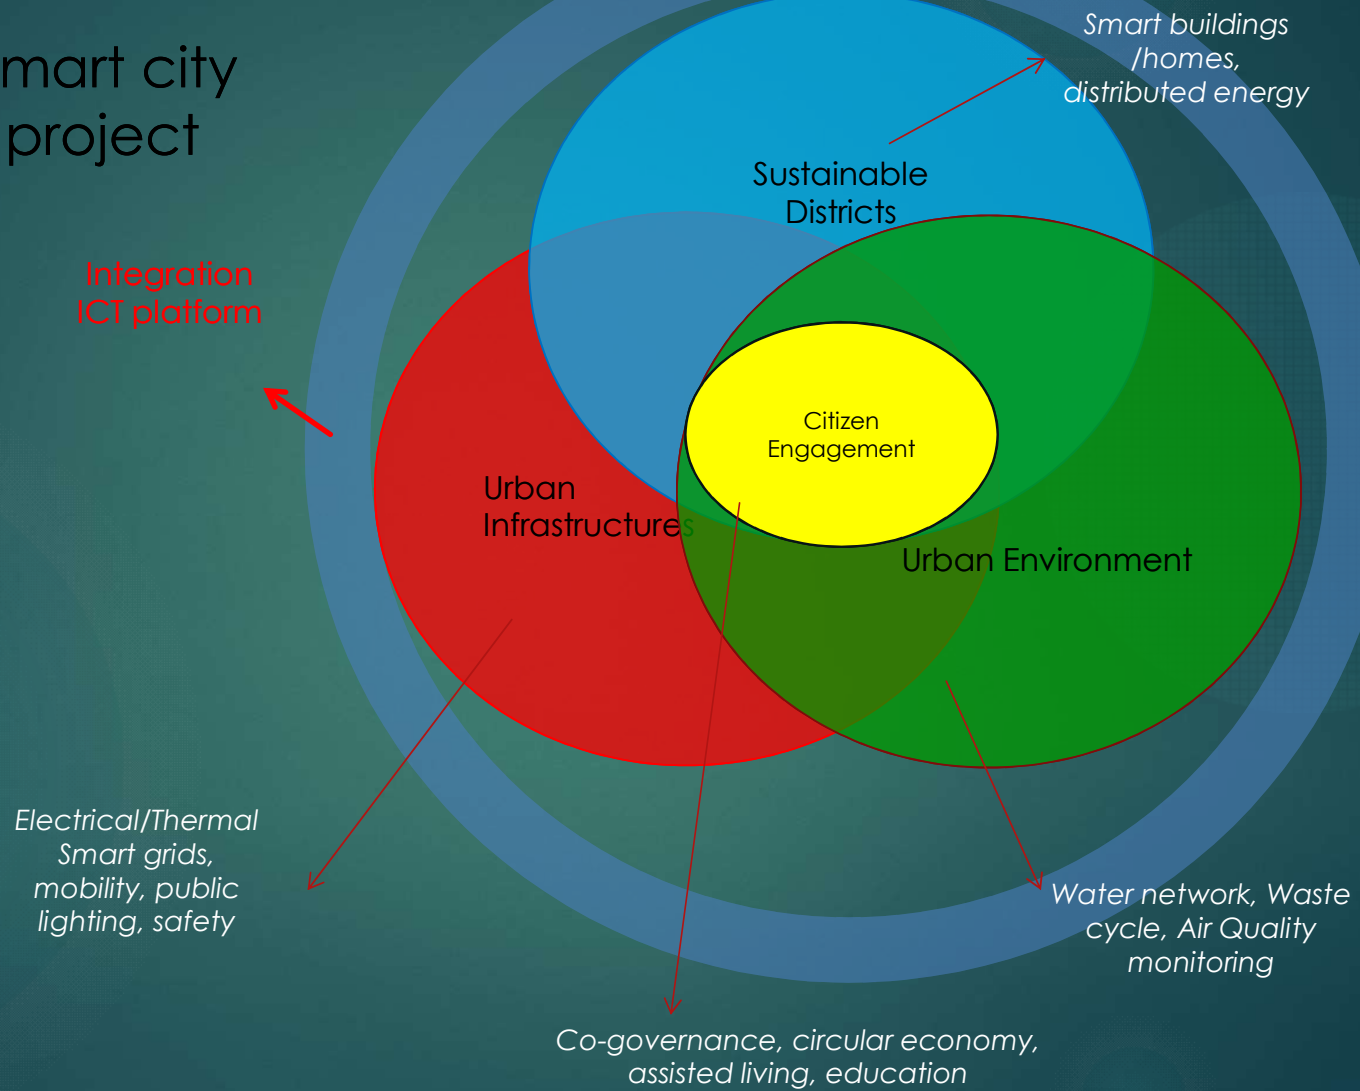 mart city
project
Smart buildings
/homes,
distributed energy
Sustainable
Districts
Integration
ICT platform
Citizen
Engagement
Urban
Infrastructures
Urban Environment
Electrical/Thermal
Smart grids,
mobility, public
lighting, safety
Water network, Waste
cycle, Air Quality
monitoring
Co-governance, circular economy,
assisted living, education